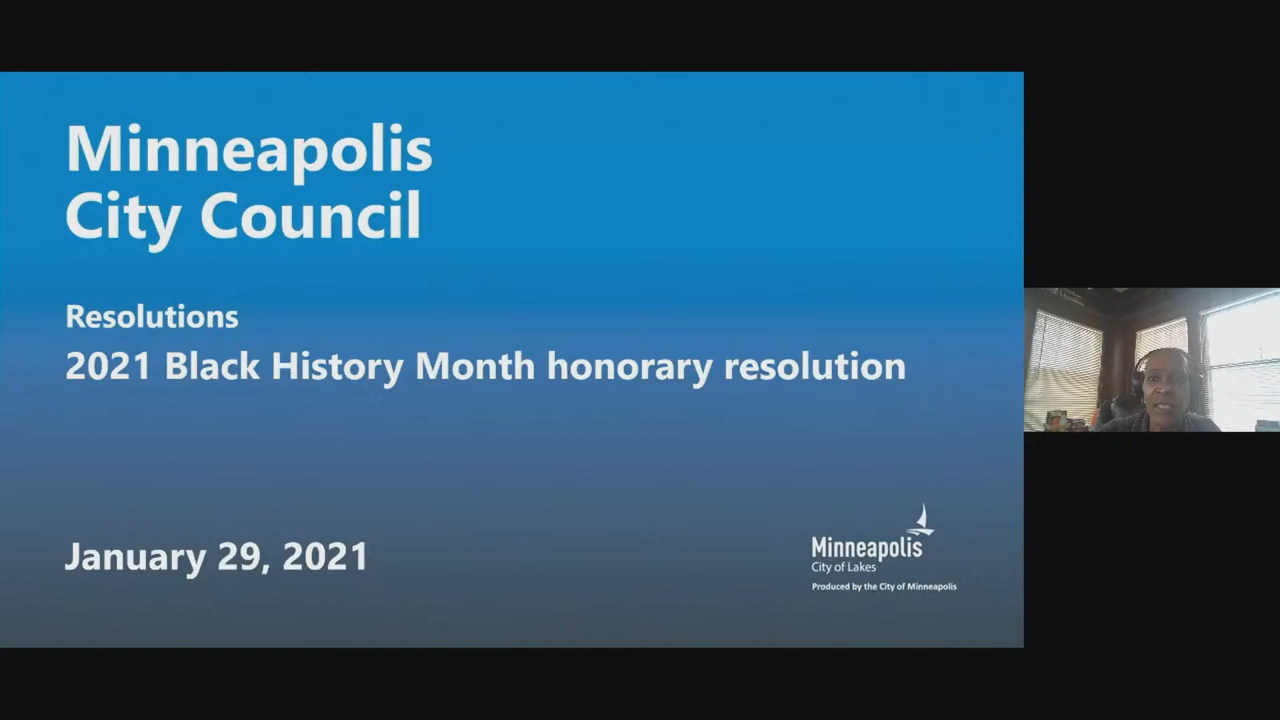 Minneapolis
City Council
Resolutions
2021 Black History Month honorary resolution
January 29, 2021
Minneapolis
City of Lakes
Produced by the City of Minneapolis